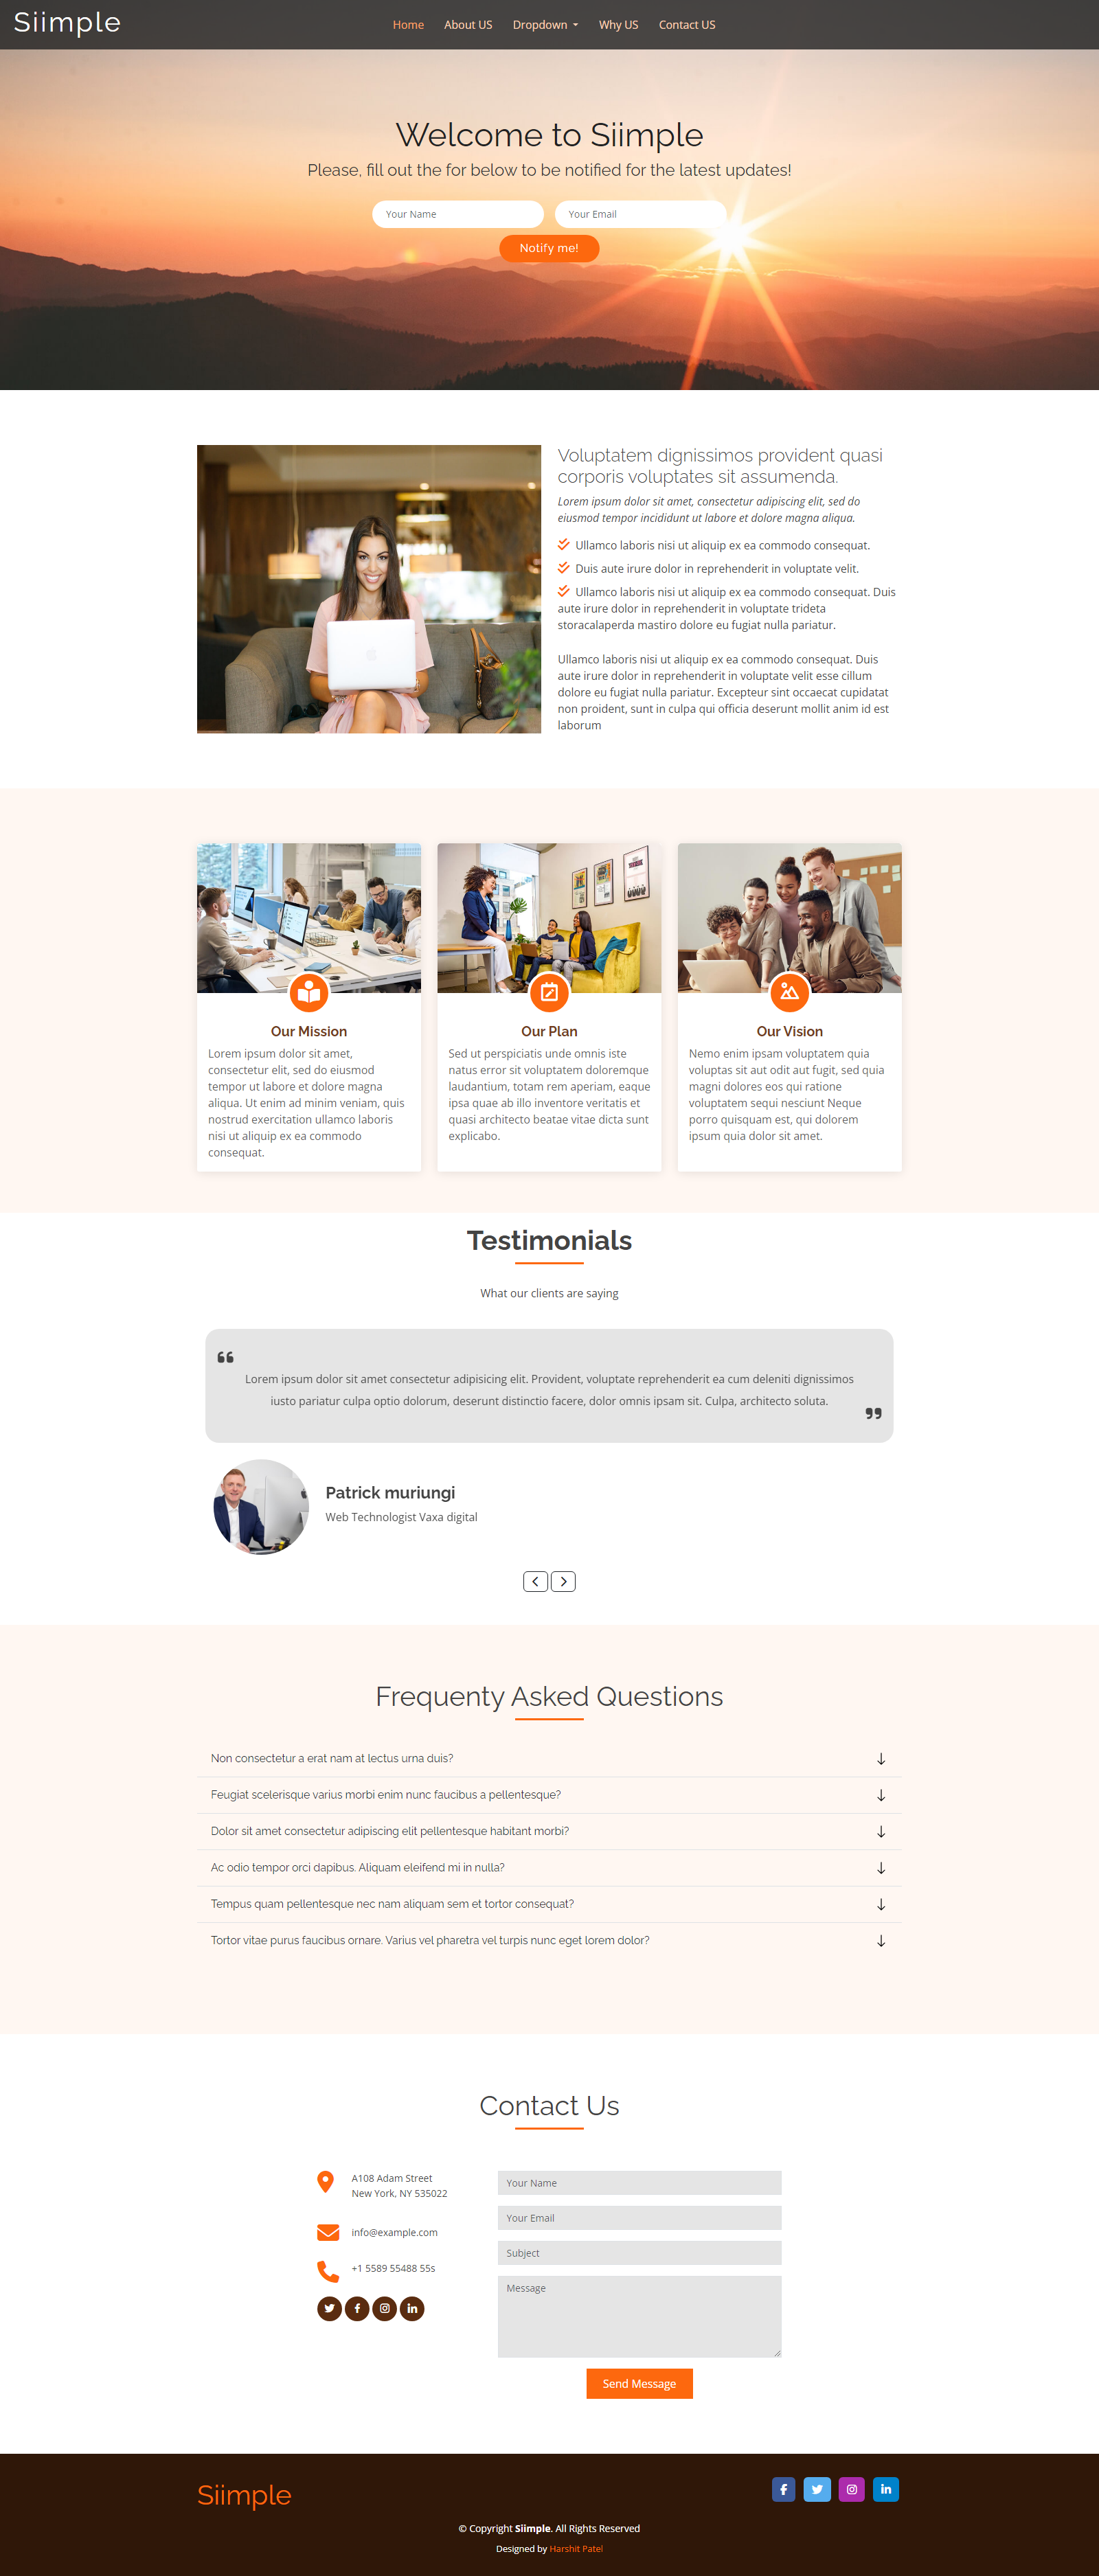 Siimple
Home About US Dropdown Why US Contact US
Welcome to Siimple
Please, fill out the for below to be notified for the latest updates!
Your Name Your Email
Notify me!
Voluptatem dignissimos provident quasi
corporis voluptates sit assumenda.
Lorem ipsum dolor sit amet, consectetur adipiscing elit, sed do
eiusmod tempor incididunt ut labore et dolore magna aliqua.
Ullamco laboris nisi ut aliquip ex ea commodo consequat.
Duis aute irure dolor in reprehenderit in voluptate velit.
Ullamco laboris nisi ut aliquip ex ea commodo consequat. Duis
aute irure dolor in reprehenderit in voluptate trideta
storacalaperda mastiro dolore eu fugiat nulla pariatur.
Ullamco laboris nisi ut aliquip ex ea commodo consequat. Duis
aute irure dolor in reprehenderit in voluptate velit esse cillum
dolore eu fugiat nulla pariatur. Excepteur sint occaecat cupidatat
non proident, sunt in culpa qui officia deserunt mollit anim id est
laborum
Our Mission
Lorem ipsum dolor sit amet,
consectetur elit, sed do eiusmod
tempor ut labore et dolore magna
aliqua. Ut enim ad minim veniam, quis
nostrud exercitation ullamco laboris
nisi ut aliquip ex ea commodo
consequat.
Our Plan
Sed ut perspiciatis unde omnis iste
natus error sit voluptatem doloremque
laudantium, totam rem aperiam, eaque
ipsa quae ab illo inventore veritatis et
quasi architecto beatae vitae dicta sunt
explicabo.
Our Vision
Nemo enim ipsam voluptatem quia
voluptas sit aut odit aut fugit, sed quia
magni dolores eos qui ratione
voluptatem sequi nesciunt Neque
porro quisquam est, qui dolorem
ipsum quia dolor sit amet.
Testimonials
What our clients are saying
Lorem ipsum dolor sit amet consectetur adipisicing elit. Provident, voluptate reprehenderit ea cum deleniti dignissimos
iusto pariatur culpa optio dolorum, deserunt distinctio facere, dolor omnis ipsam sit. Culpa, architecto soluta.
Patrick muriungi
Web Technologist Vaxa digital
Frequenty Asked Questions
Non consectetur a erat nam at lectus urna duis?
Feugiat scelerisque varius morbi enim nunc faucibus a pellentesque?
Dolor sit amet consectetur adipiscing elit pellentesque habitant morbi?
Ac odio tempor orci dapibus. Aliquam eleifend mi in nulla?
Tempus quam pellentesque nec nam aliquam sem et tortor consequat?
Tortor vitae purus faucibus ornare. Varius vel pharetra vel turpis nunc eget lorem dolor?
Contact Us
A108 Adam Street
New York, NY 535022
info@example.com
+1 5589 55488 55s
Your Name
Your Email
Subject
Message
Send Message
Siimple
© Copyright Siimple. All Rights Reserved
Designed by Harshit Patel